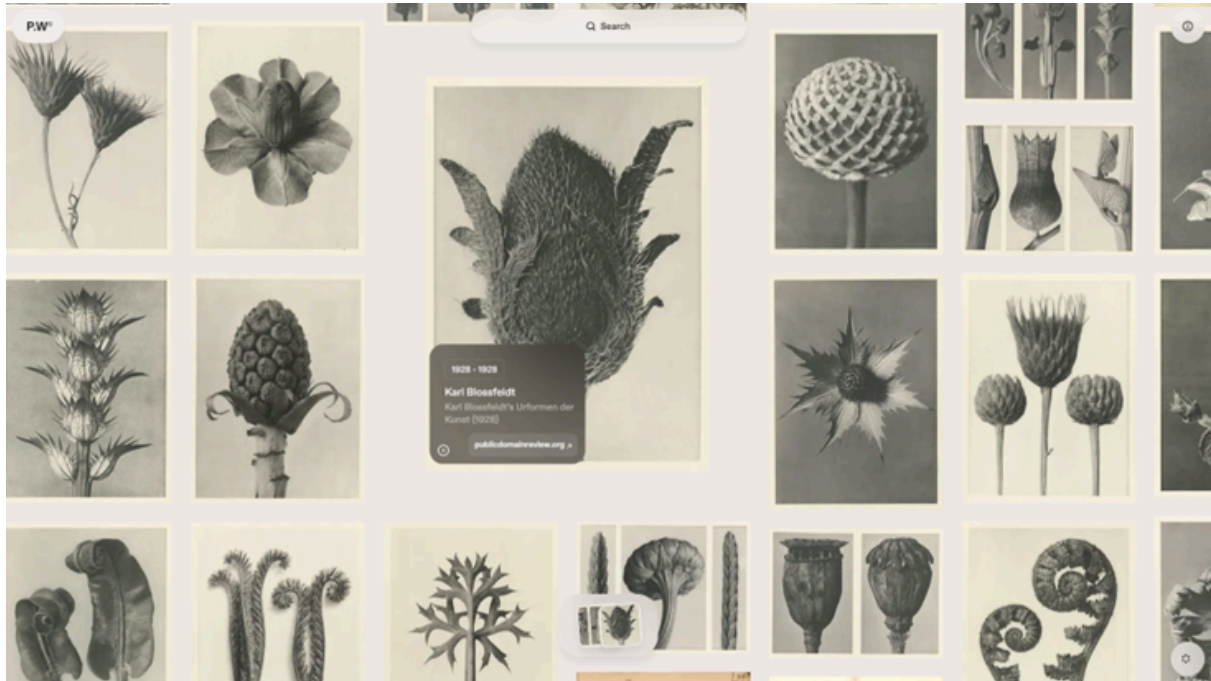 P.W°
Search
1928 - 1928
Karl Blossfeldt
Karl Blossfeldt's Urformen der
Kunst (1928)
publicdomainreview.org